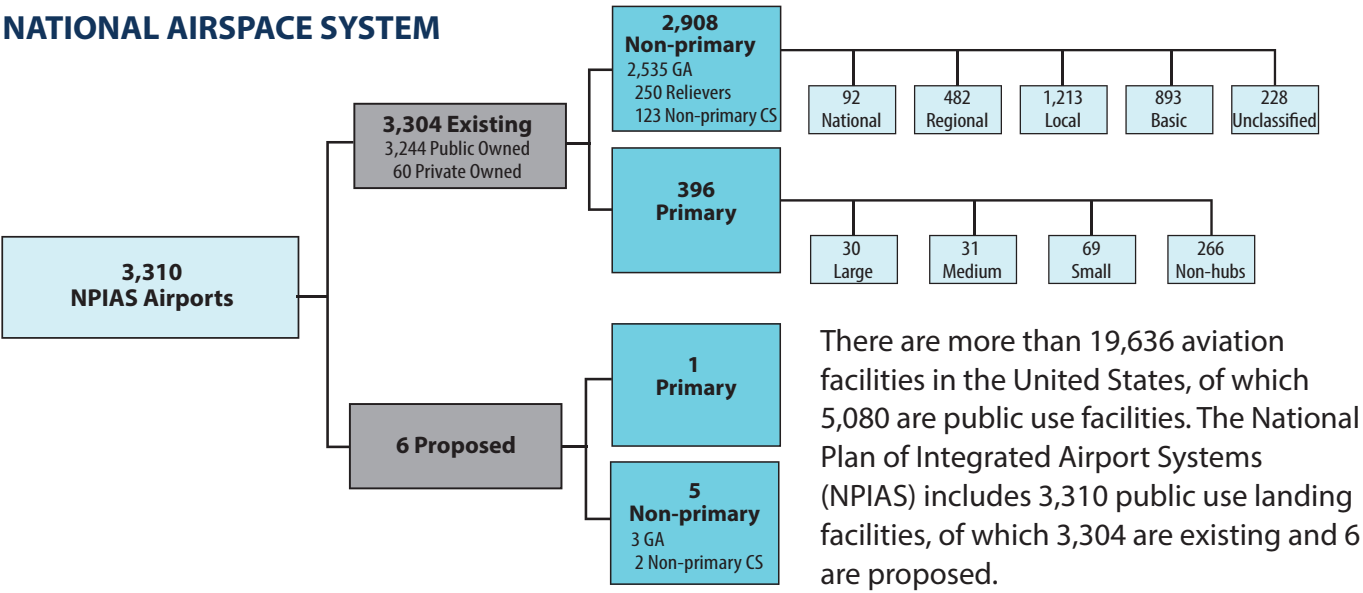 NATIONAL AIRSPACE SYSTEM
3,310
NPIAS Airports
3,304 Existing
3,244 Public Owned
60 Private Owned
2,908
Non-primary
2,535 GA
250 Relievers
123 Non-primary CS
92
National
482
Regional
1,213
Local
893
Basic
228
Unclassified
396
Primary
30
Large
31
Medium
69
Small
266
Non-hubs
6 Proposed
1
Primary
5
Non-primary
3 GA
2 Non-primary CS
There are more than 19,636 aviation
facilities in the United States, of which
5,080 are public use facilities. The National
Plan of Integrated Airport Systems
(NPIAS) includes 3,310 public use landing
facilities, of which 3,304 are existing and 6
are proposed.